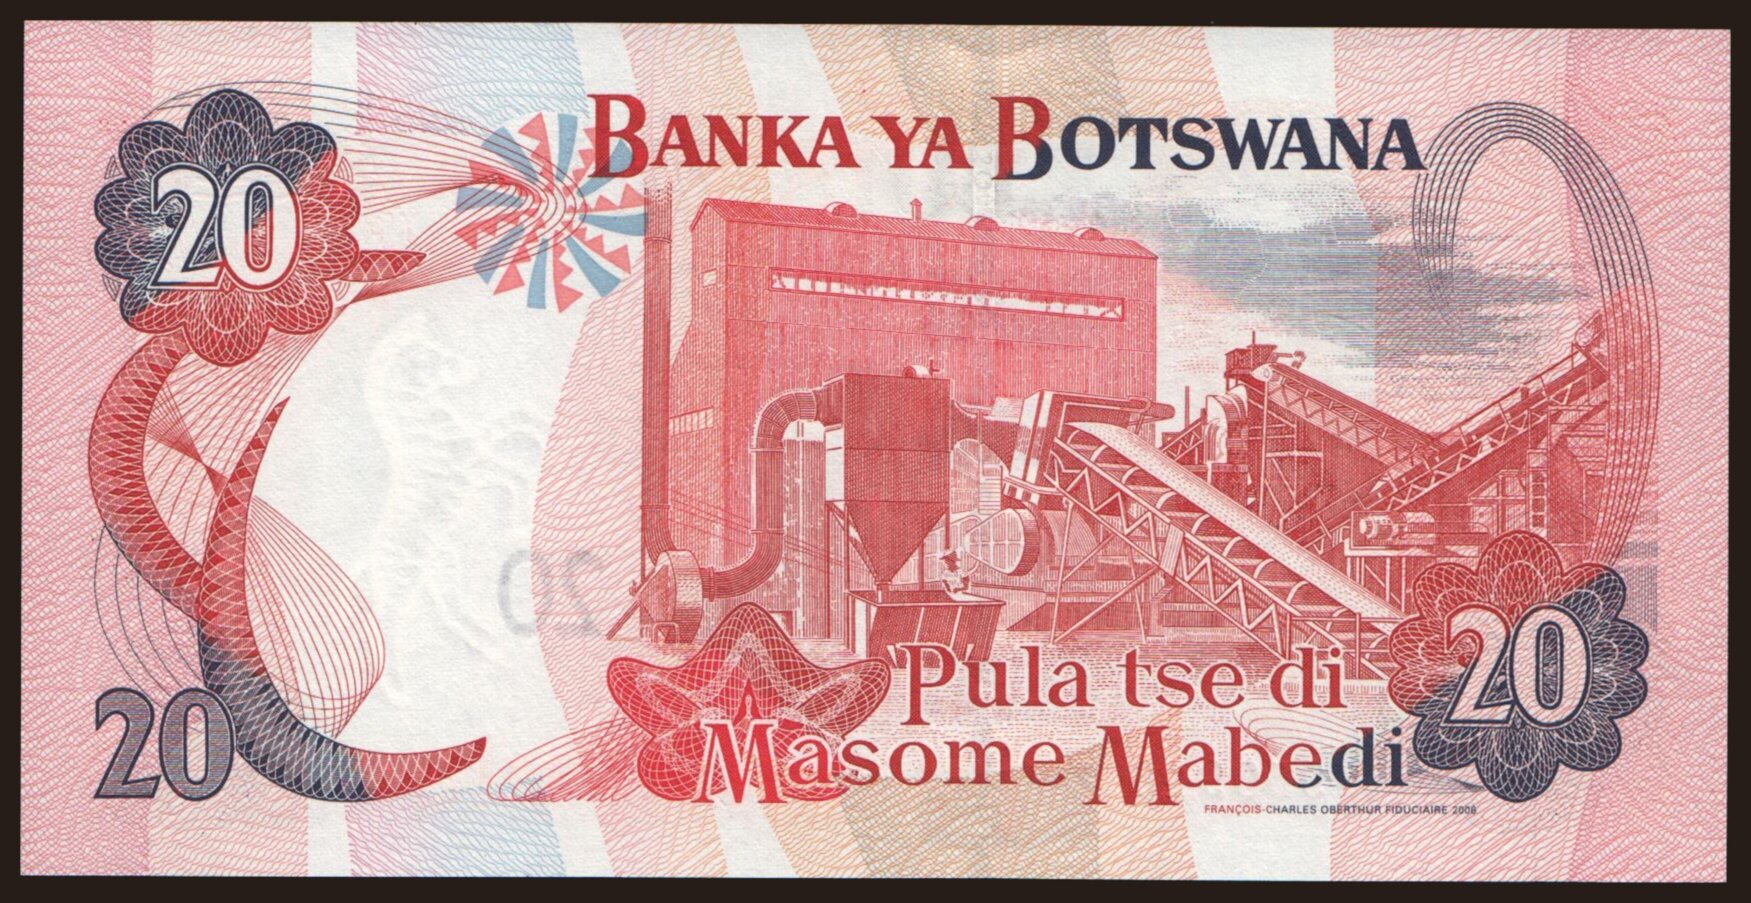 BANKA YA BOTSWANA
20
20
Pula tse di
Masome Mabedi
20
20
FRANÇOIS-CHARLES OBERTHUR FIDUCIAIRE 2006